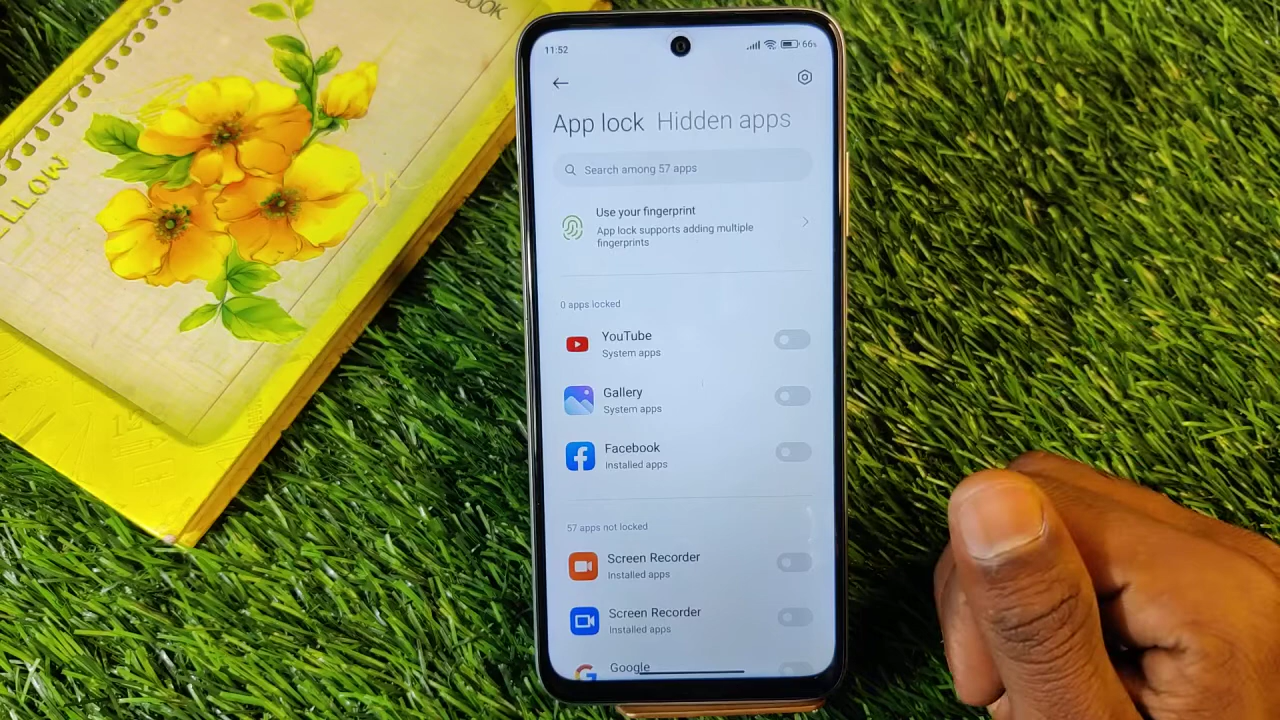 BOOK
LLOW
11:52
66%
App lock Hidden apps
Search among 57 apps
Use your fingerprint
App lock supports adding multiple
fingerprints
0 apps locked
YouTube
System apps
Gallery
System apps
Facebook
Installed apps
57 apps not locked
Screen Recorder
Installed apps
Screen Recorder
Installed apps
Google